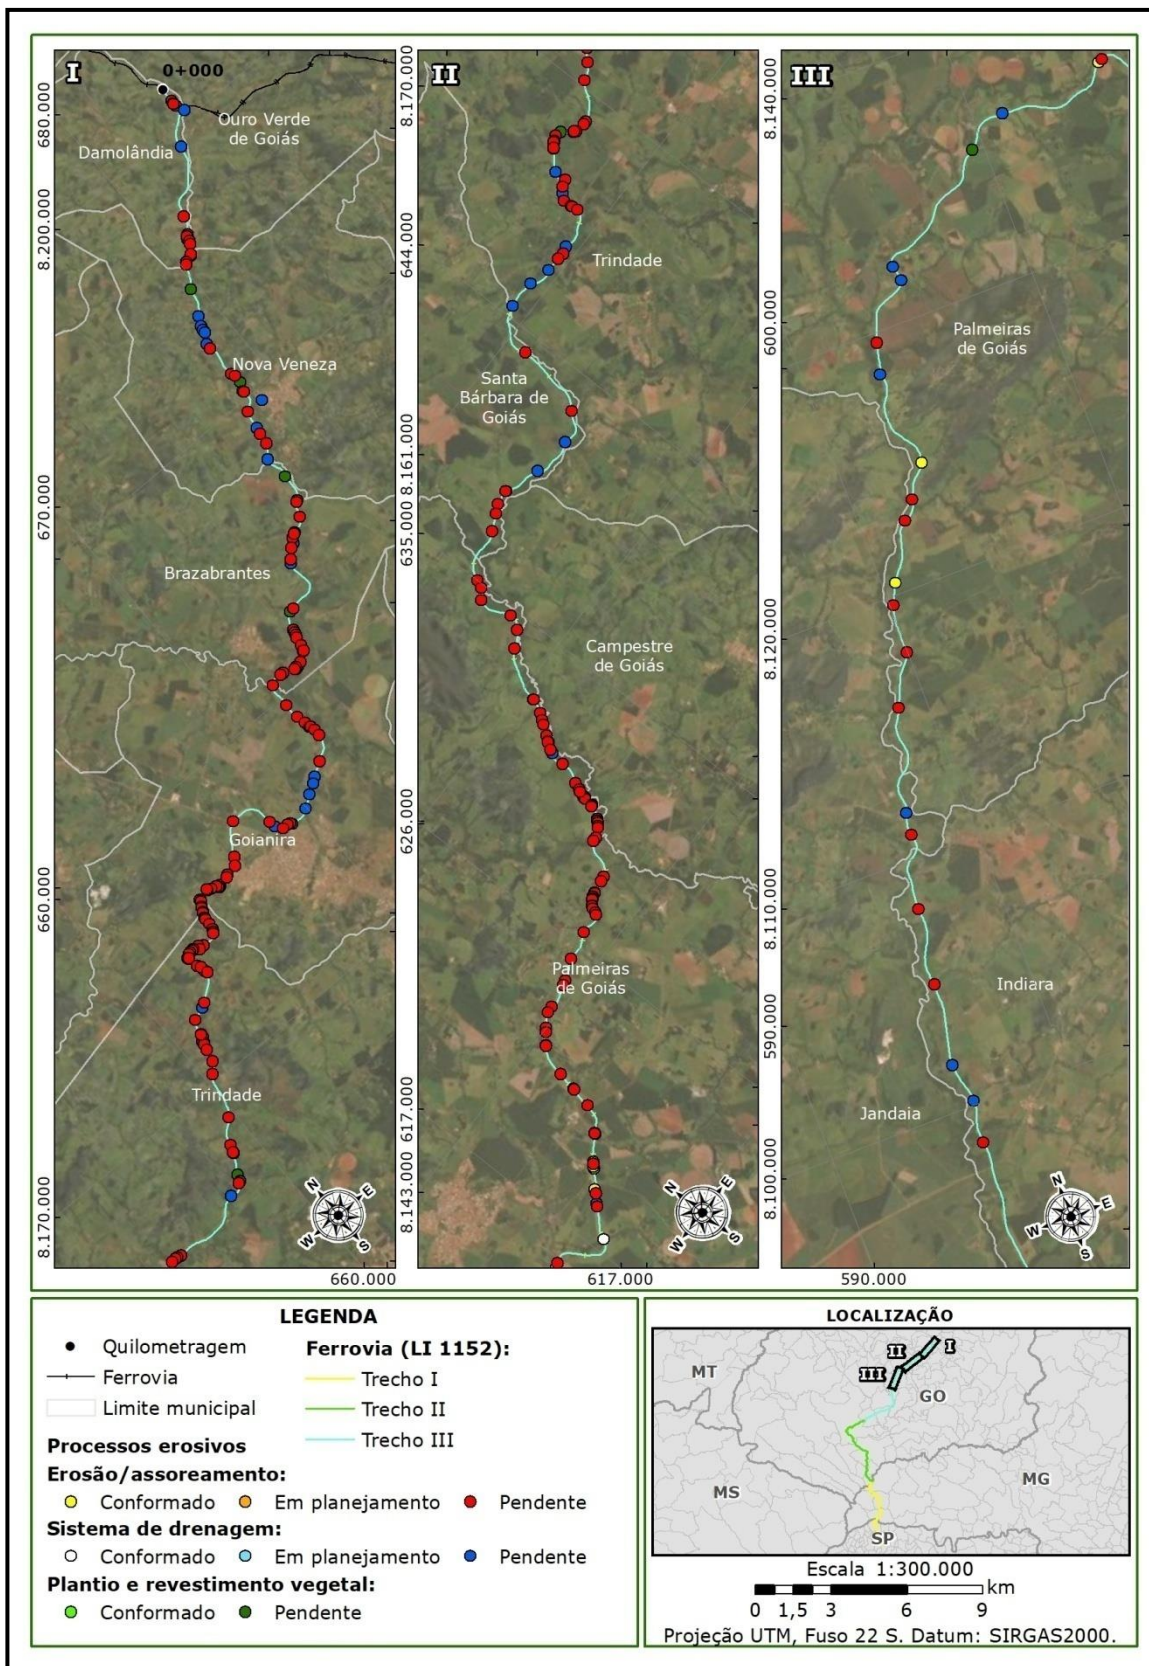 I
0+000
Ouro Verde
de Goiás
Damolândia
Nova Veneza
Brazabrantes
Goianira
Trindade
680.000
8.200.000
670.000
660.000
8.170.000
660.000
N
E
W
S
II
Trindade
Santa
Bárbara de
Goiás
Campestre
de Goiás
Palmeiras
de Goiás
8.170.000
644.000
8.161.000
635.000
626.000
617.000
8.143.000
617.000
N
E
W
S
III
Palmeiras
de Goiás
Indiara
Jandaia
8.140.000
600.000
8.120.000
8.110.000
590.000
8.100.000
590.000
N
E
W
S
LEGENDA
Quilometragem
Ferrovia
Limite municipal
Ferrovia (LI 1152):
Trecho I
Trecho II
Trecho III
Processos erosivos
Erosão/assoreamento:
Conformado Em planejamento Pendente
Sistema de drenagem:
Conformado Em planejamento Pendente
Plantio e revestimento vegetal:
Conformado Pendente
LOCALIZAÇÃO
I
II
III
MT
GO
MS
MG
SP
Escala 1:300.000
km
0 1,5 3 6 9
Projeção UTM, Fuso 22 S. Datum: SIRGAS2000.